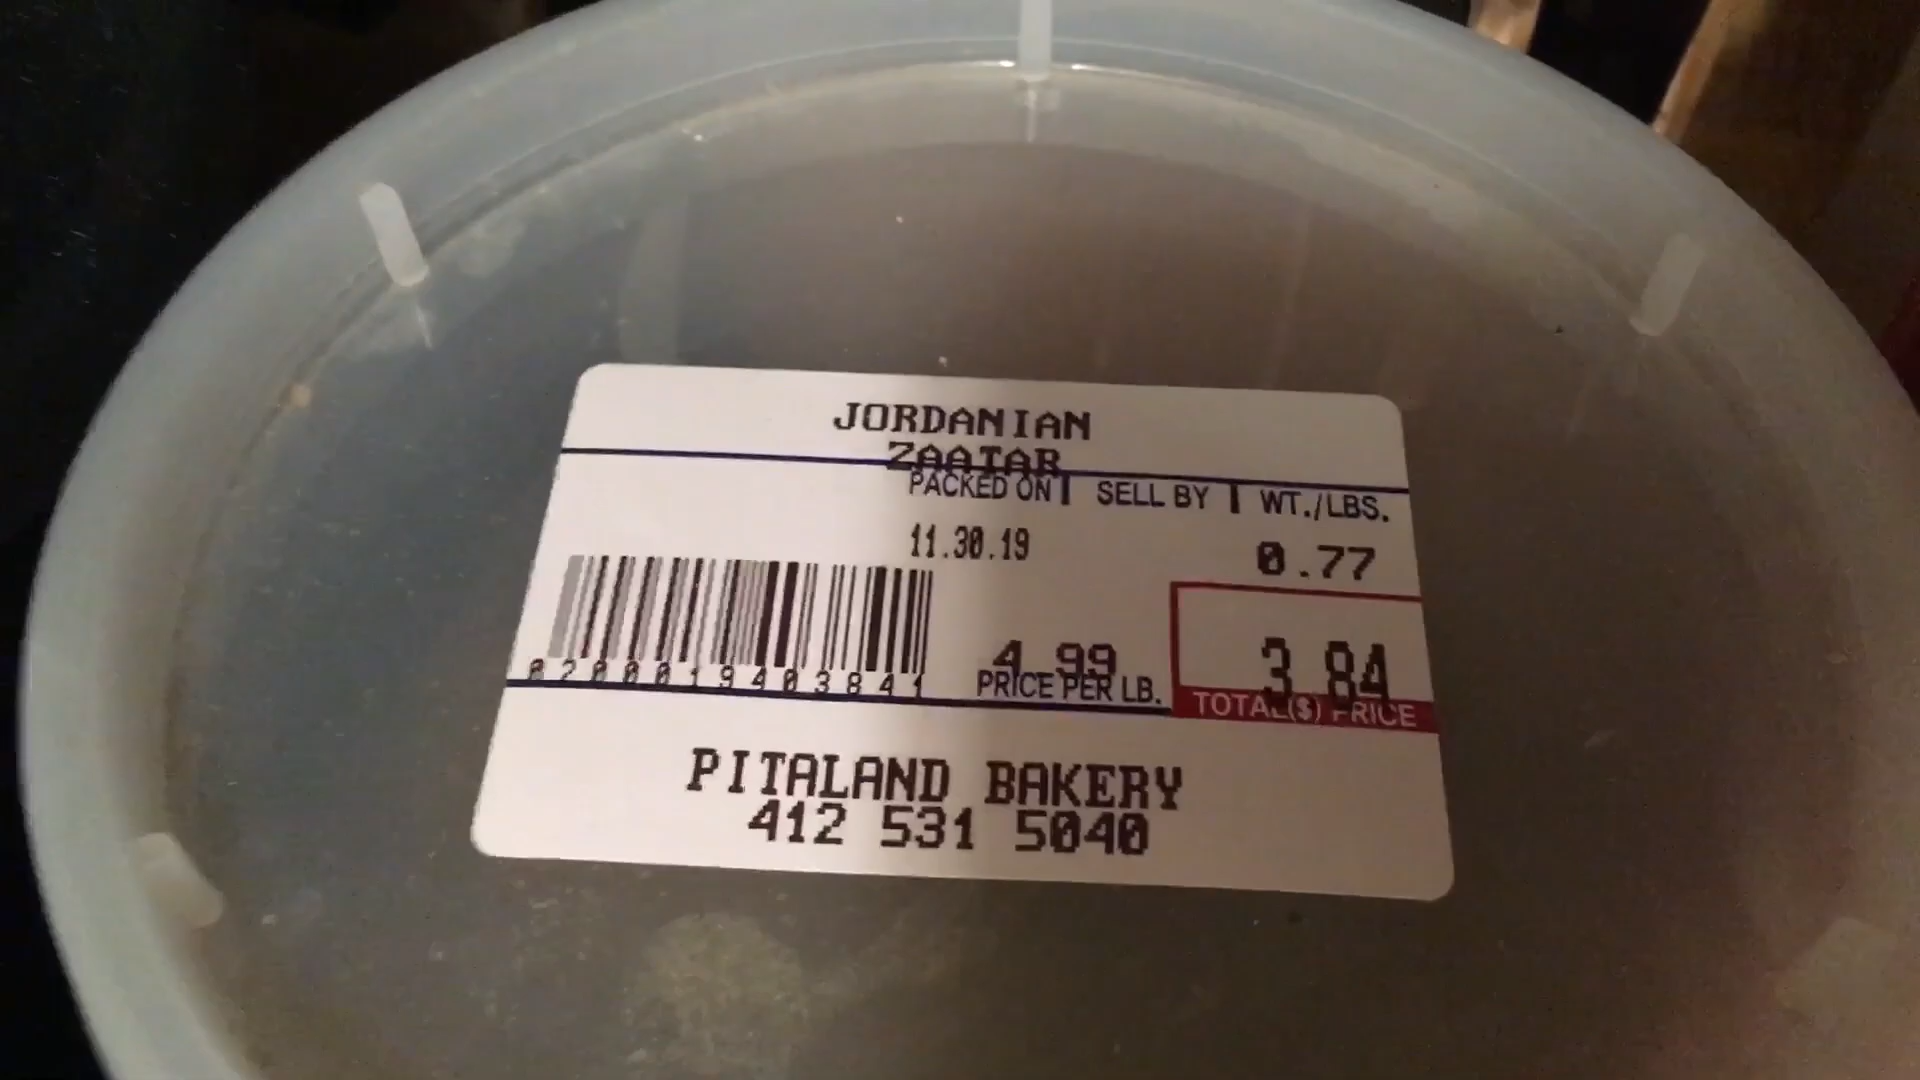 JORDANIAN
ZAATAR
PACKED ON SELL BY WT./LBS.
11.30.19 0.77
4.99 3.84
PRICE PER LB. TOTAL($) PRICE
0200019403841
PITALAND BAKERY
412 531 5040